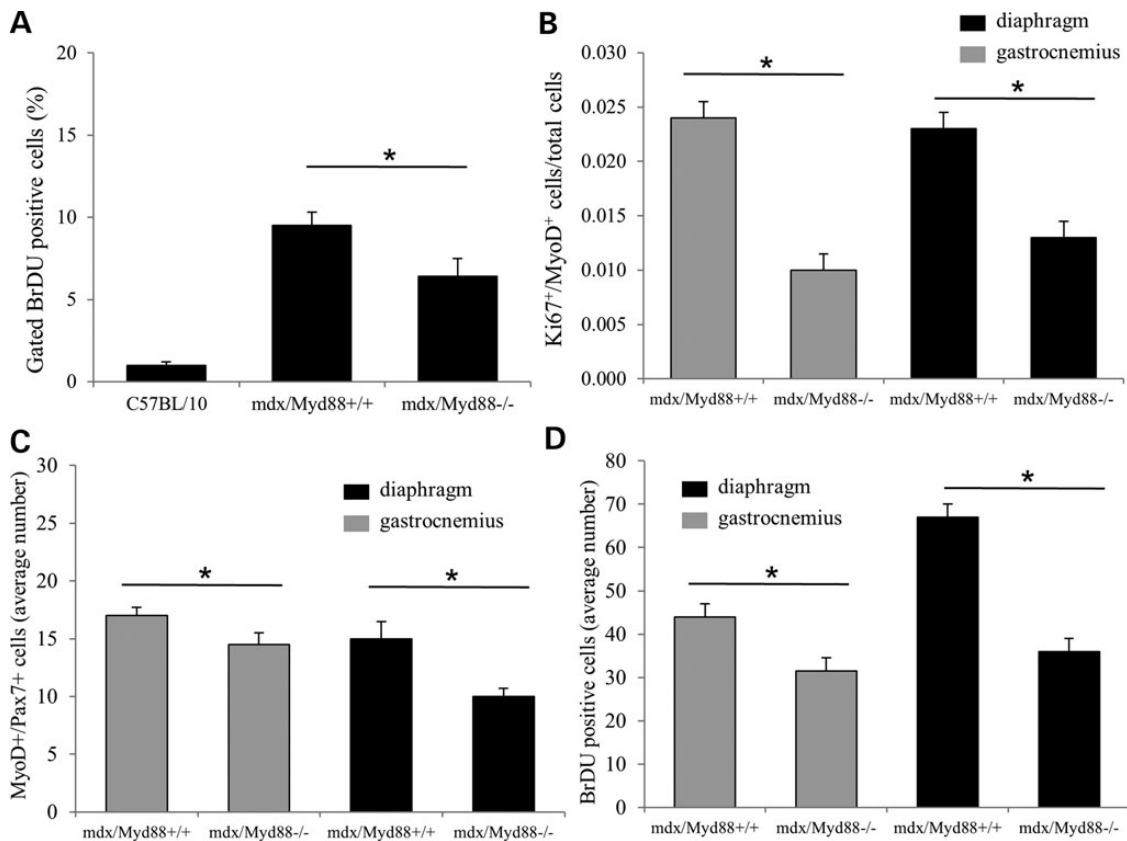 A
Gated BrDU positive cells (%)
20
15
10
5
0
*
C57BL/10
mdx/Myd88+/+
mdx/Myd88-/-
B
diaphragm
gastrocnemius
Ki67+/MyoD+ cells/total cells
0.030
0.025
0.020
0.015
0.010
0.005
0.000
*
*
mdx/Myd88+/+
mdx/Myd88-/-
mdx/Myd88+/+
mdx/Myd88-/-
C
MyoD+/Pax7+ cells (average number)
30
25
20
15
10
5
0
diaphragm
gastrocnemius
*
*
mdx/Myd88+/+
mdx/Myd88-/-
mdx/Myd88+/+
mdx/Myd88-/-
D
BrDU positive cells (average number)
80
70
60
50
40
30
20
10
0
diaphragm
gastrocnemius
*
*
mdx/Myd88+/+
mdx/Myd88-/-
mdx/Myd88+/+
mdx/Myd88-/-